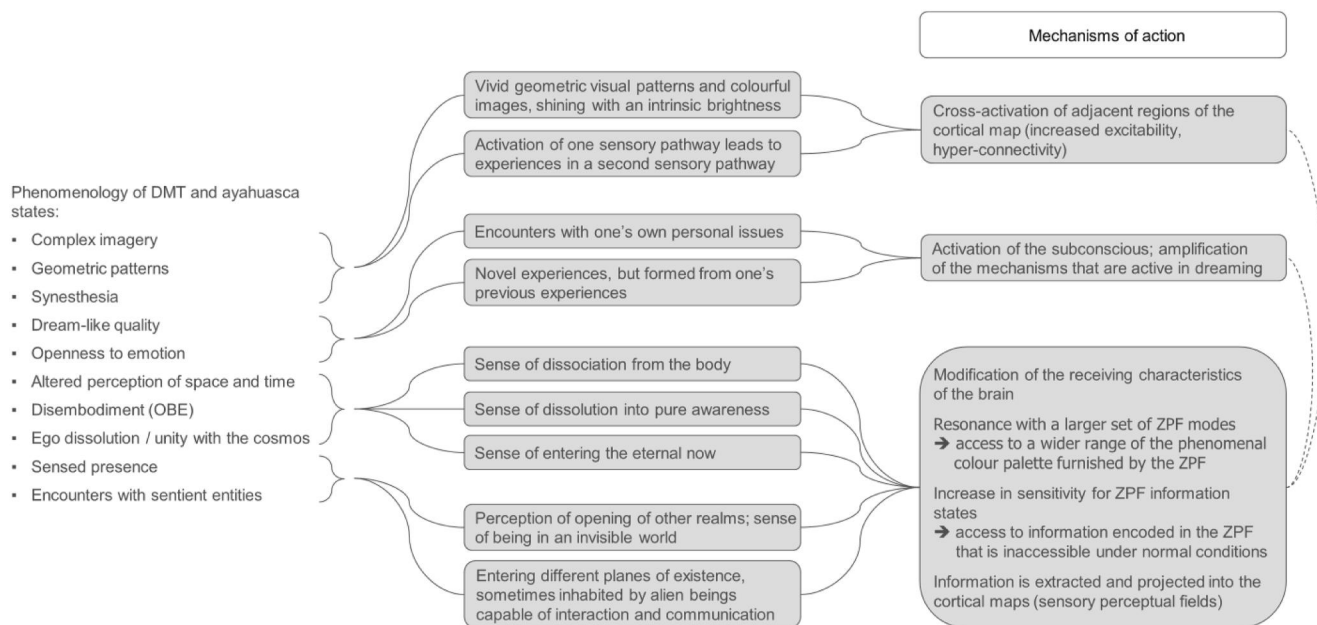 Mechanisms of action
Phenomenology of DMT and ayahuasca
states:
▪ Complex imagery
▪ Geometric patterns
▪ Synesthesia
▪ Dream-like quality
▪ Openness to emotion
▪ Altered perception of space and time
▪ Disembodiment (OBE)
▪ Ego dissolution / unity with the cosmos
▪ Sensed presence
▪ Encounters with sentient entities
Vivid geometric visual patterns and colourful
images, shining with an intrinsic brightness
Activation of one sensory pathway leads to
experiences in a second sensory pathway
Encounters with one's own personal issues
Novel experiences, but formed from one's
previous experiences
Sense of dissociation from the body
Sense of dissolution into pure awareness
Sense of entering the eternal now
Perception of opening of other realms; sense
of being in an invisible world
Entering different planes of existence,
sometimes inhabited by alien beings
capable of interaction and communication
Cross-activation of adjacent regions of the
cortical map (increased excitability,
hyper-connectivity)
Activation of the subconscious; amplification
of the mechanisms that are active in dreaming
Modification of the receiving characteristics
of the brain
Resonance with a larger set of ZPF modes
➔ access to a wider range of the phenomenal
colour palette furnished by the ZPF
Increase in sensitivity for ZPF information
states
➔ access to information encoded in the ZPF
that is inaccessible under normal conditions
Information is extracted and projected into the
cortical maps (sensory perceptual fields)